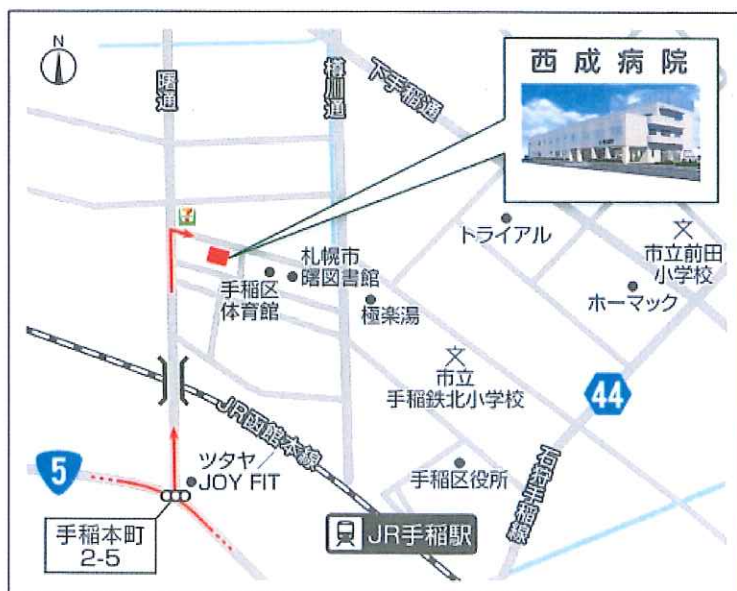 N
西成病院
曙通
樽川通
下手稲通
トライアル
市立前田
小学校
ホーマック
札幌市
曙図書館
手稲区
体育館
極楽湯
市立
手稲鉄北小学校
44
石狩手稲線
手稲区役所
JR函館本線
ツタヤ/
JOY FIT
5
手稲本町
2-5
JR手稲駅
7